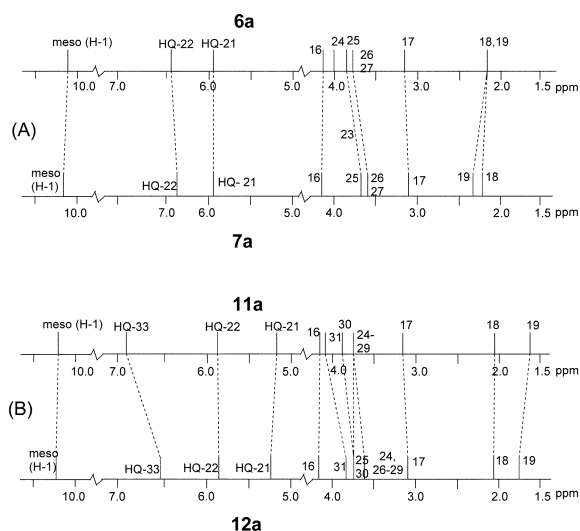 6a
meso (H-1) HQ-22 HQ-21 16 24 25 26 27 17 18,19
10.0 7.0 6.0 5.0 4.0 3.0 2.0 1.5 ppm
(A)
23
meso (H-1) HQ-22 HQ- 21 16 25 26 27 17 19 18
10.0 7.0 6.0 5.0 4.0 3.0 2.0 1.5 ppm
7a
11a
meso (H-1) HQ-33 HQ-22 HQ-21 16 31 30 24-29 17 18 19
10.0 7.0 6.0 5.0 4.0 3.0 2.0 1.5 ppm
(B)
meso (H-1) HQ-33 HQ-22 HQ-21 16 31 25 30 24, 26-29 17 18 19
10.0 7.0 6.0 5.0 4.0 3.0 2.0 1.5 ppm
12a